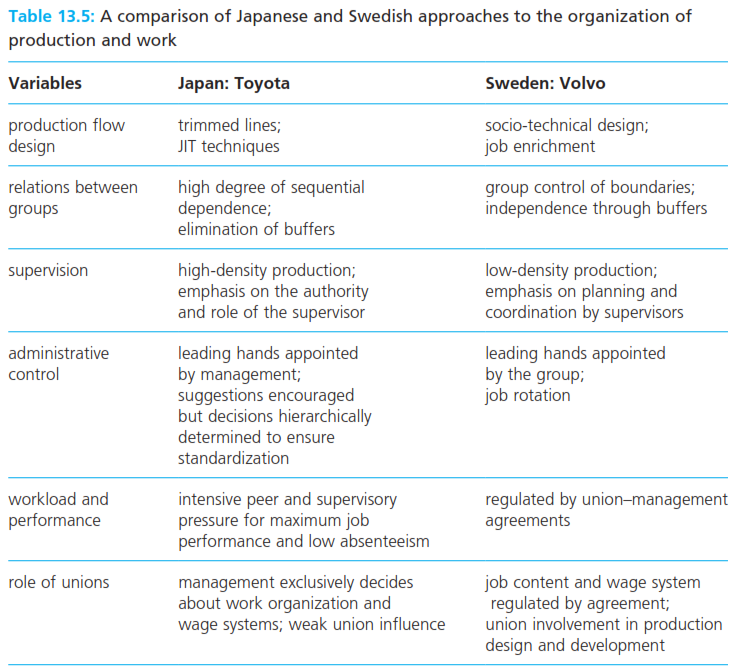 Table 13.5: A comparison of Japanese and Swedish approaches to the organization of
production and work
Variables Japan: Toyota Sweden: Volvo
production flow design
trimmed lines;
JIT techniques
socio-technical design;
job enrichment
relations between
groups
high degree of sequential
dependence;
elimination of buffers
group control of boundaries;
independence through buffers
supervision
high-density production;
emphasis on the authority
and role of the supervisor
low-density production;
emphasis on planning and
coordination by supervisors
administrative
control
leading hands appointed
by management;
suggestions encouraged
but decisions hierarchically
determined to ensure
standardization
leading hands appointed
by the group;
job rotation
workload and
performance
intensive peer and supervisory
pressure for maximum job
performance and low absenteeism
regulated by union–management
agreements
role of unions
management exclusively decides
about work organization and
wage systems; weak union influence
job content and wage system
regulated by agreement;
union involvement in production
design and development